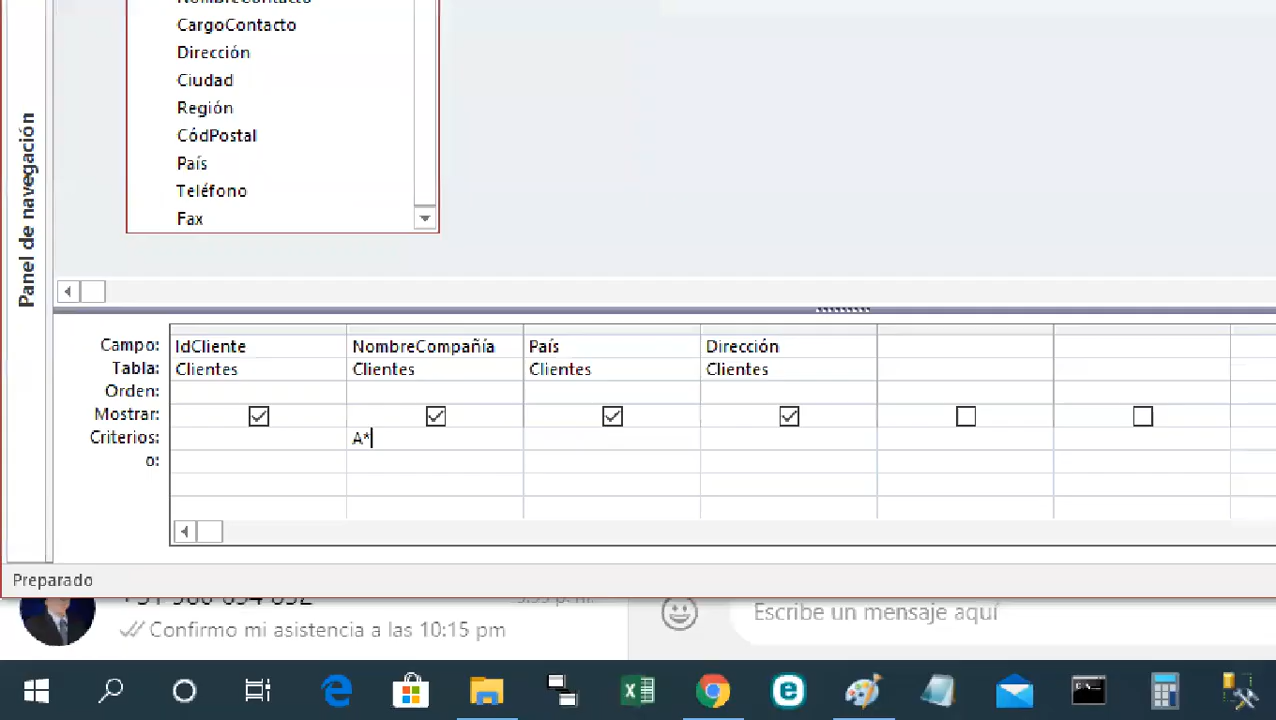 CargoContacto
Dirección
Ciudad
Región
CódPostal
País
Teléfono
Fax
Panel de navegación
Campo: IdCliente NombreCompañía País Dirección
Tabla: Clientes Clientes Clientes Clientes
Orden:
Mostrar:
Criterios: A*
o:
Preparado
Escribe un mensaje aquí
Confirmo mi asistencia a las 10:15 pm